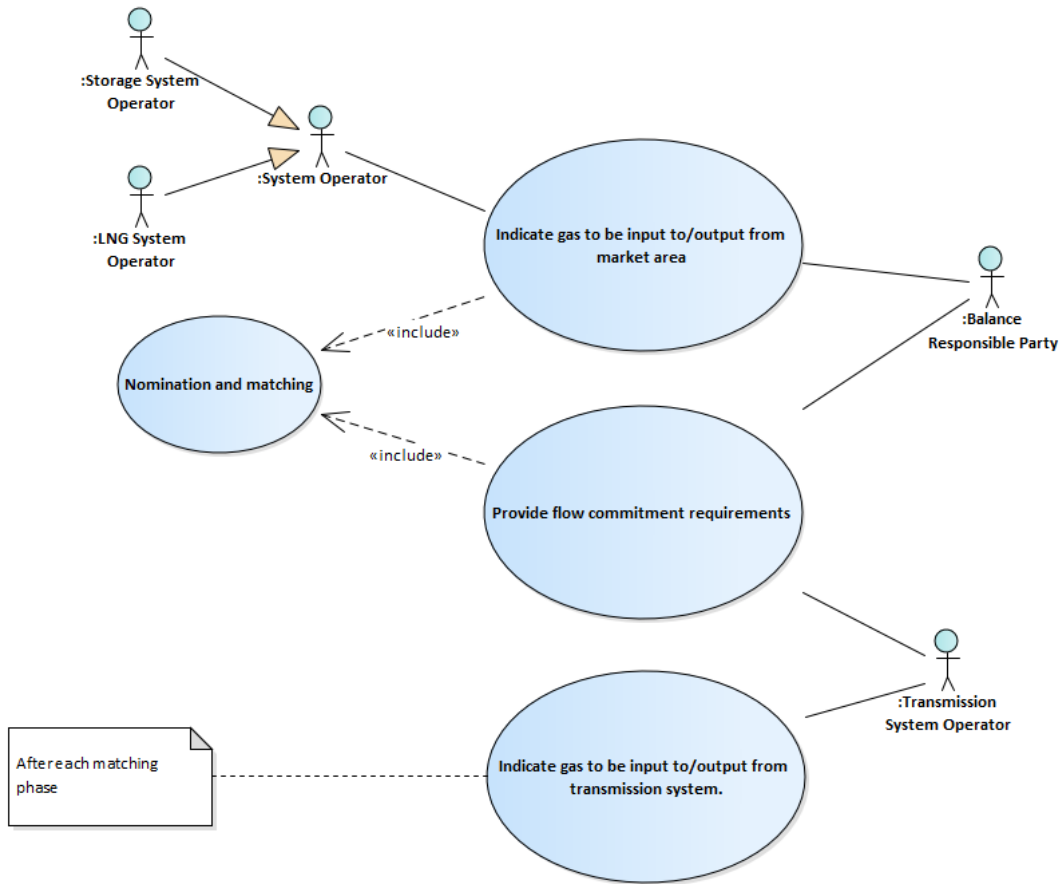 :Storage System
Operator
:System Operator
:LNG System
Operator
Indicate gas to be input to/output from
market area
:Balance
Responsible Party
«include»
Nomination and matching
«include»
Provide flow commitment requirements
:Transmission
System Operator
After each matching
phase
Indicate gas to be input to/output from
transmission system.